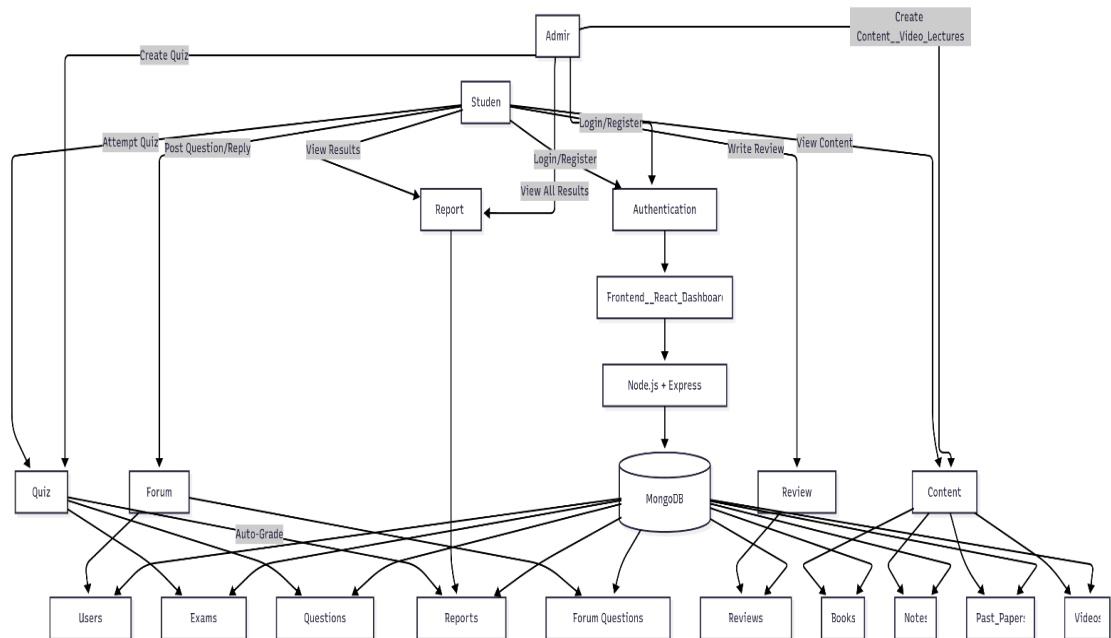 Create
Content__Video_Lectures
Admir
Create Quiz
Studen
Login/Register
Attempt Quiz
Post Question/Reply
View Results
Write Review
View Content
Login/Register
View All Results
Report
Authentication
Frontend__React_Dashboar
Node.js + Express
MongoDB
Quiz
Forum
Review
Content
Auto-Grade
Users
Exams
Questions
Reports
Forum Questions
Reviews
Books
Notes
Past_Papers
Videos